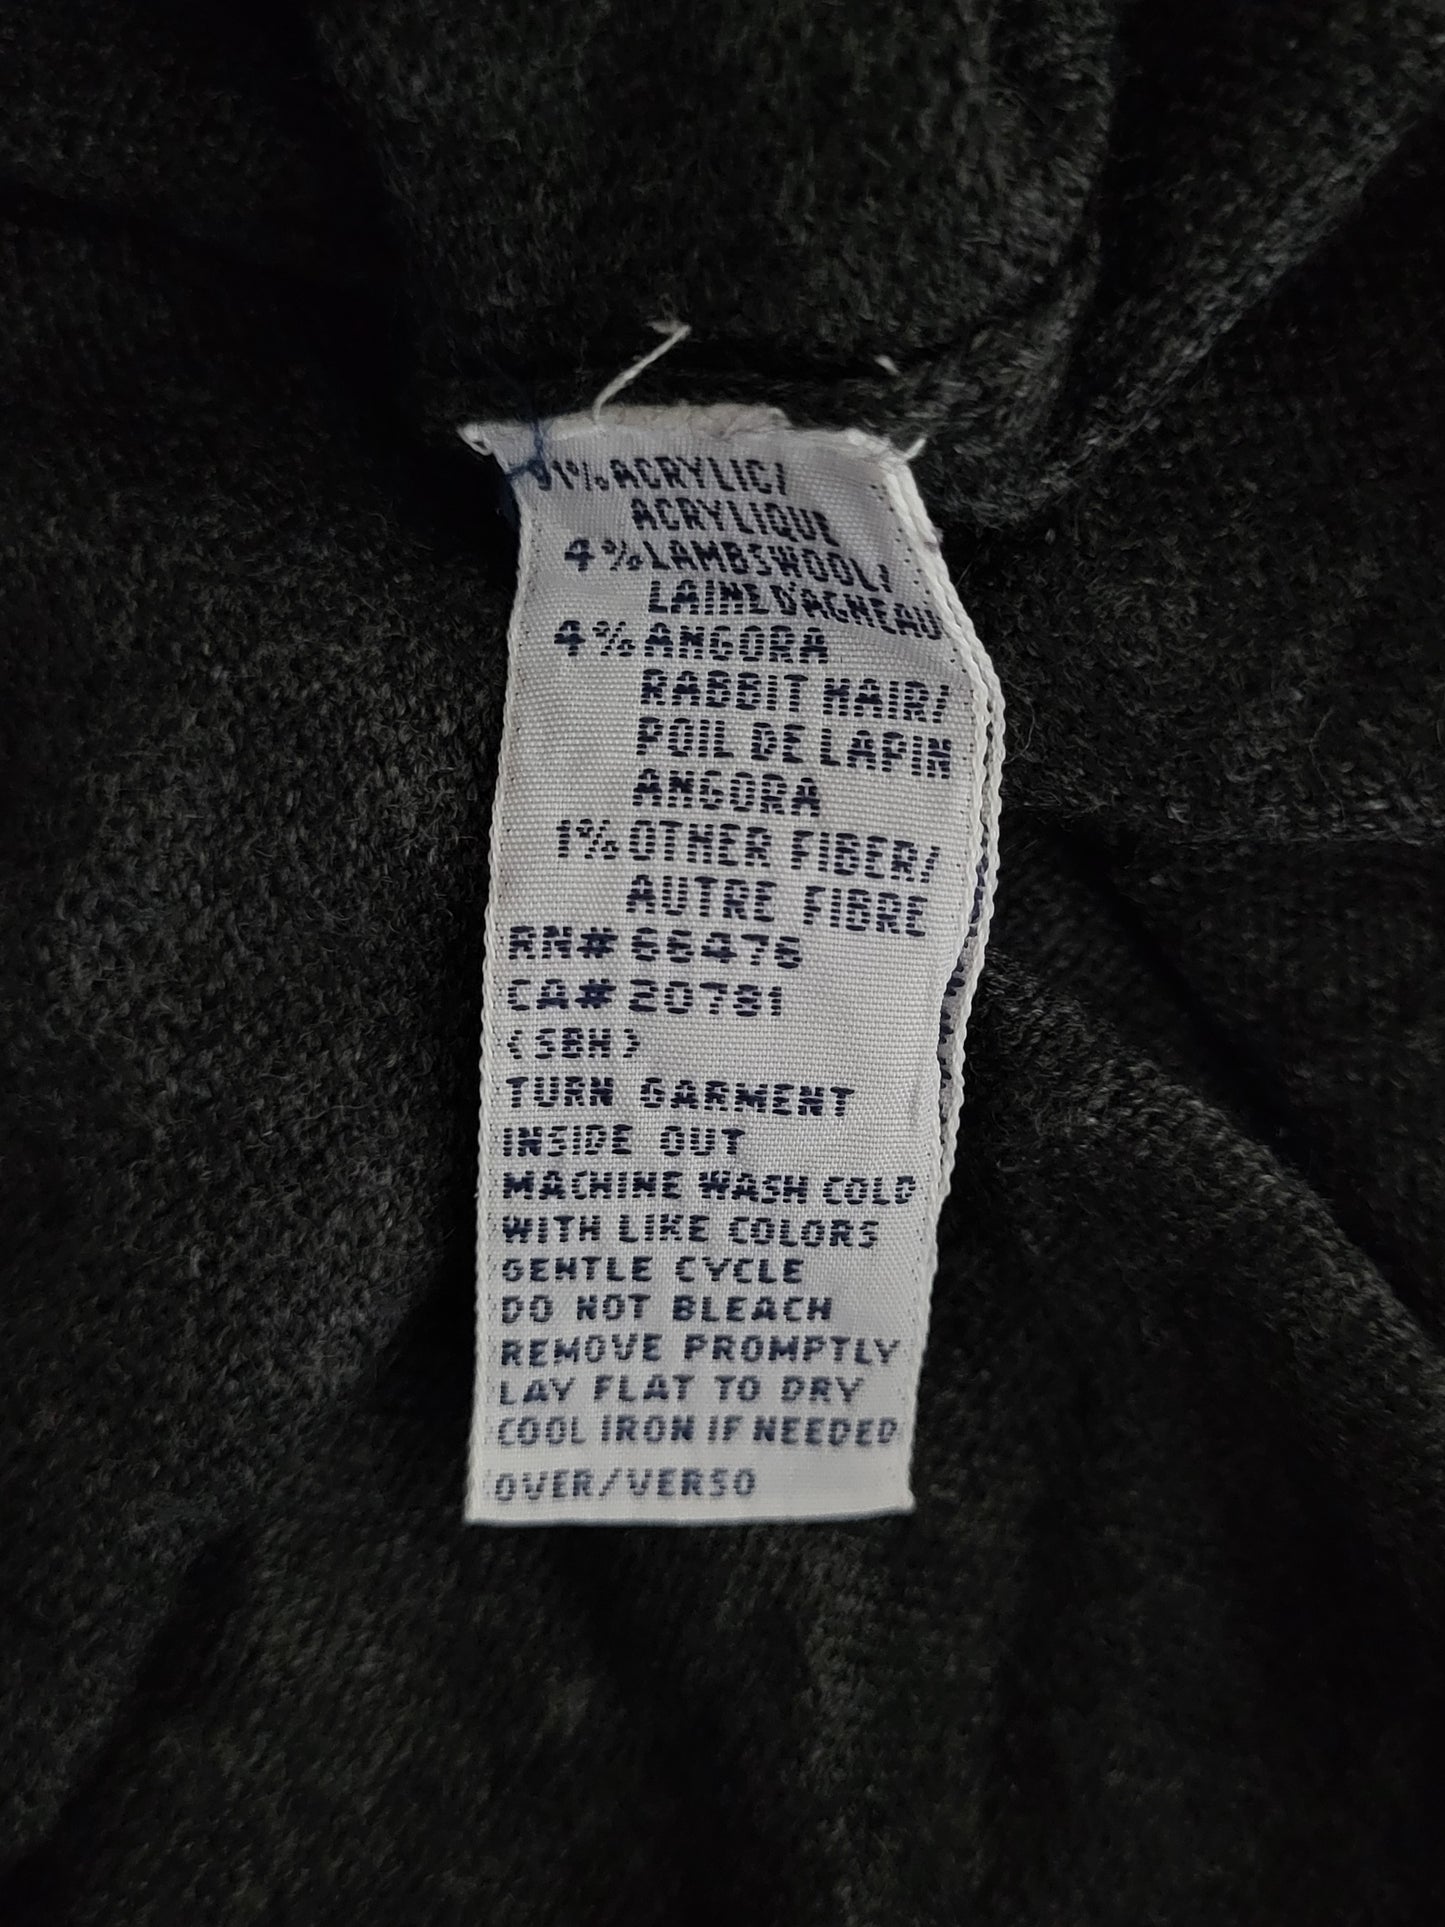 91% ACRYLIC/
ACRYLIQUE
4% LAMBSWOOL/
LAINE D'AGNEAU
4% ANGORA
RABBIT HAIR/
POIL DE LAPIN
ANGORA
1% OTHER FIBER/
AUTRE FIBRE
RN# 66476
CA# 20781
(SBH)
TURN GARMENT
INSIDE OUT
MACHINE WASH COLD
WITH LIKE COLORS
GENTLE CYCLE
DO NOT BLEACH
REMOVE PROMPTLY
LAY FLAT TO DRY
COOL IRON IF NEEDED
OVER/VERSO